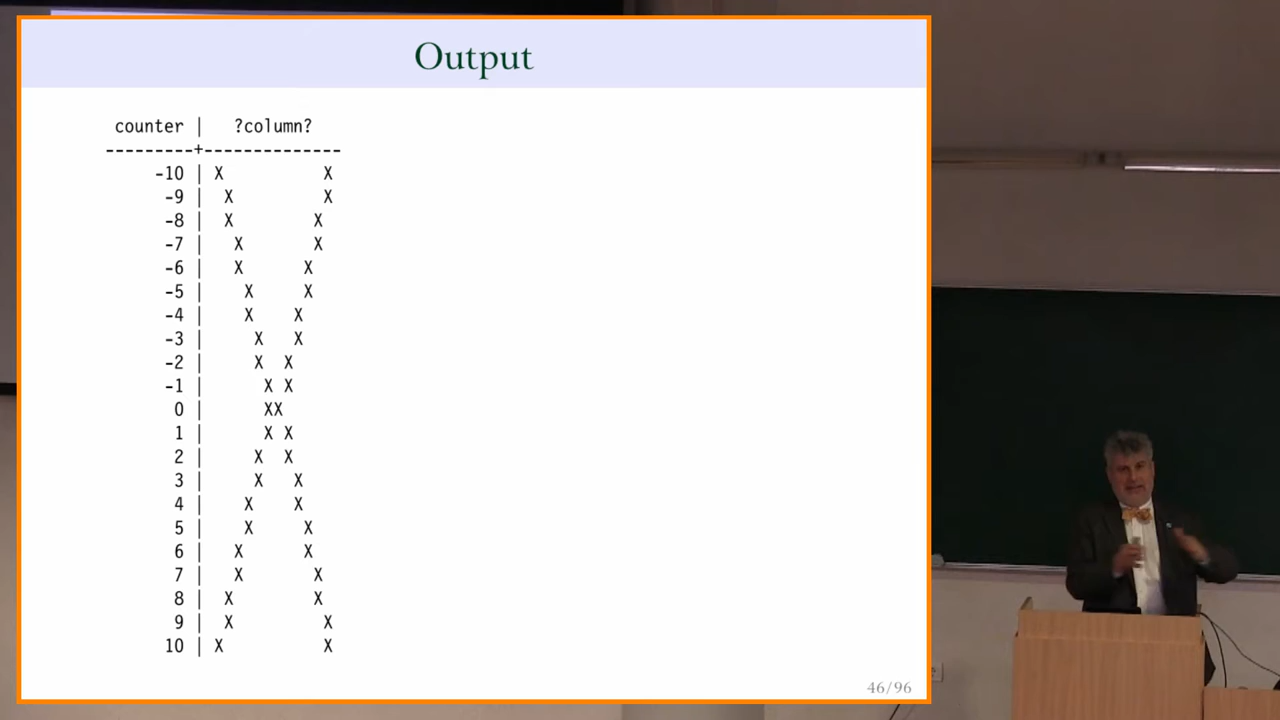 Output
 counter |   ?column?
---------+--------------
     -10 | X          X
      -9 |  X         X
      -8 |  X        X
      -7 |   X       X
      -6 |   X      X
      -5 |    X     X
      -4 |    X    X
      -3 |     X   X
      -2 |     X  X
      -1 |      X X
       0 |      XX
       1 |      X X
       2 |     X  X
       3 |     X   X
       4 |    X    X
       5 |    X     X
       6 |   X      X
       7 |   X       X
       8 |  X        X
       9 |  X         X
      10 | X          X
46/96